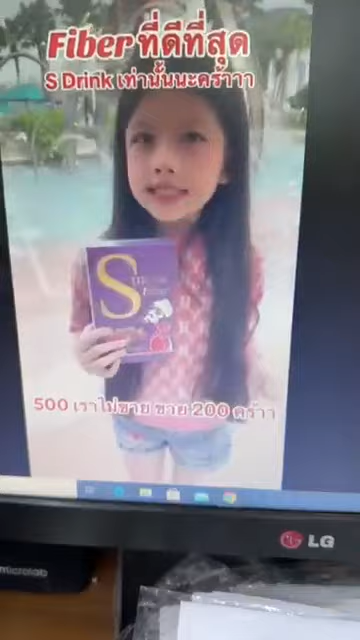 Fiber ที่ดีที่สุด
S Drink เท่านั้นนะคร้าาา
S
500 เราไม่ขาย ขาย 200 คร้าา
LG
microlab